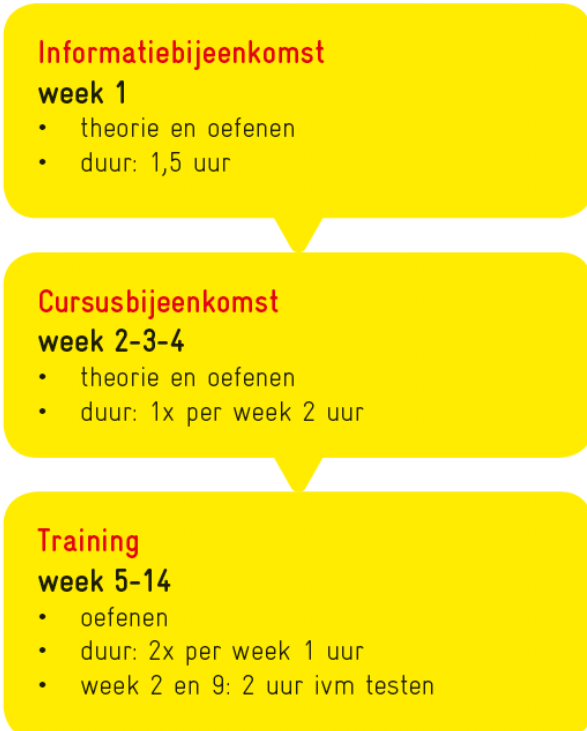 Informatiebijeenkomst
week 1
• theorie en oefenen
• duur: 1,5 uur
Cursusbijeenkomst
week 2-3-4
• theorie en oefenen
• duur: 1x per week 2 uur
Training
week 5-14
• oefenen
• duur: 2x per week 1 uur
• week 2 en 9: 2 uur ivm testen